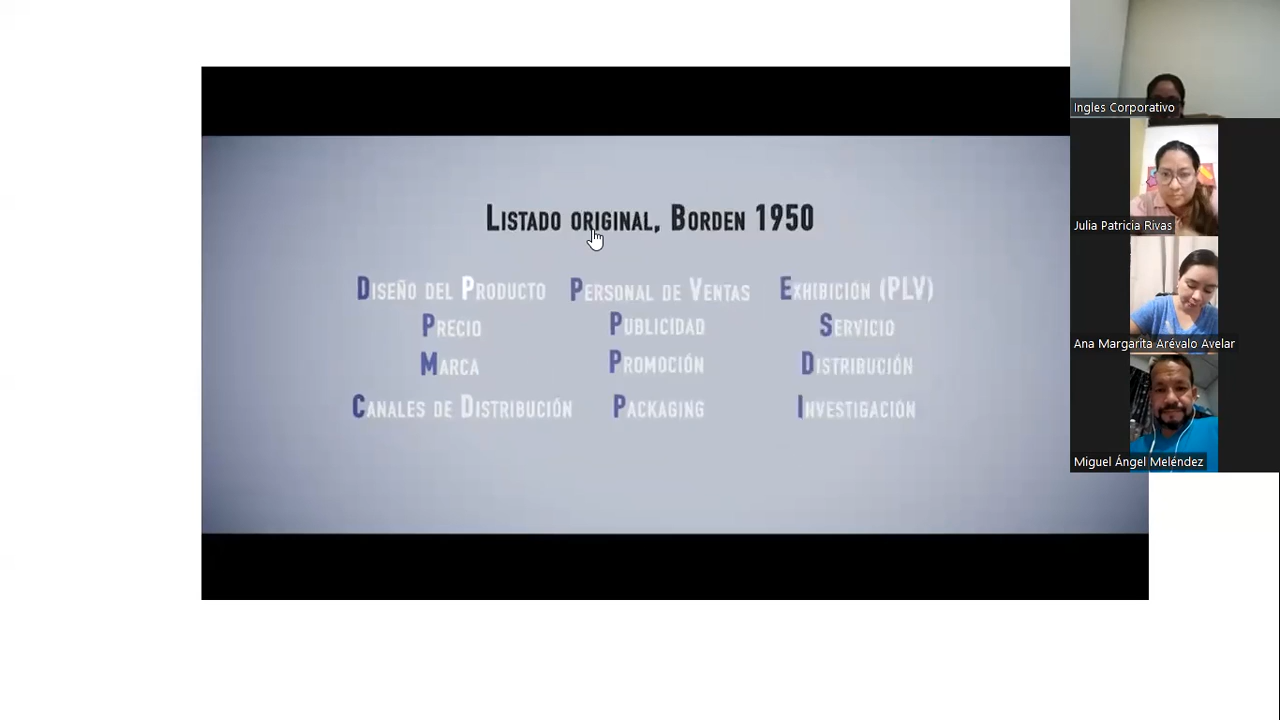 Listado original, Borden 1950
Diseño del Producto
Personal de Ventas
Exhibición (PLV)
Precio
Publicidad
Servicio
Marca
Promoción
Distribución
Canales de Distribución
Packaging
Investigación
Ingles Corporativo
Julia Patricia Rivas
Ana Margarita Arévalo Avelar
Miguel Ángel Meléndez